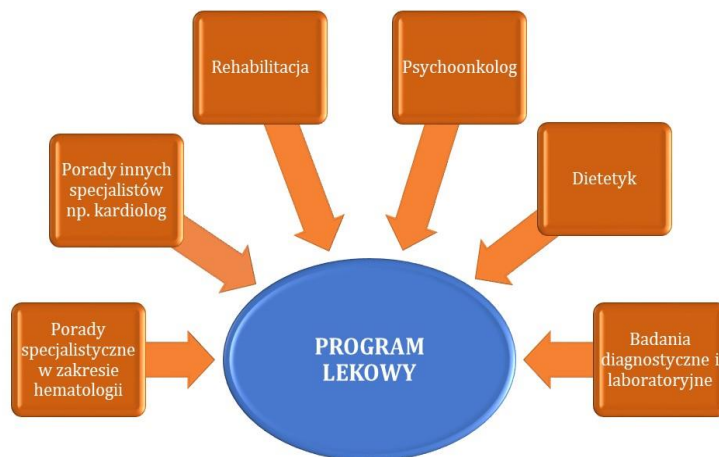 Rehabilitacja
Psychoonkolog
Porady innych
specjalistów
np. kardiolog
Dietetyk
Porady
specjalistyczne
w zakresie
hematologii
PROGRAM
LEKOWY
Badania
diagnostyczne i
laboratoryjne